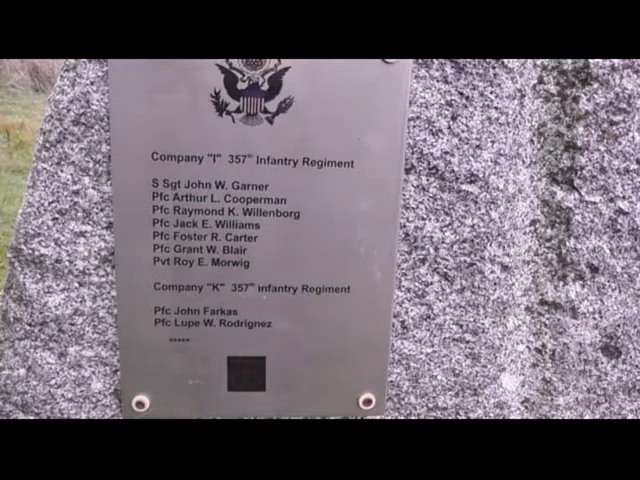 Company "I" 357th Infantry Regiment
S Sgt John W. Garner
Pfc Arthur L. Cooperman
Pfc Raymond K. Willenborg
Pfc Jack E. Williams
Pfc Foster R. Carter
Pfc Grant W. Blair
Pvt Roy E. Morwig
Company "K" 357th infantry Regiment
Pfc John Farkas
Pfc Lupe W. Rodrignez
*****